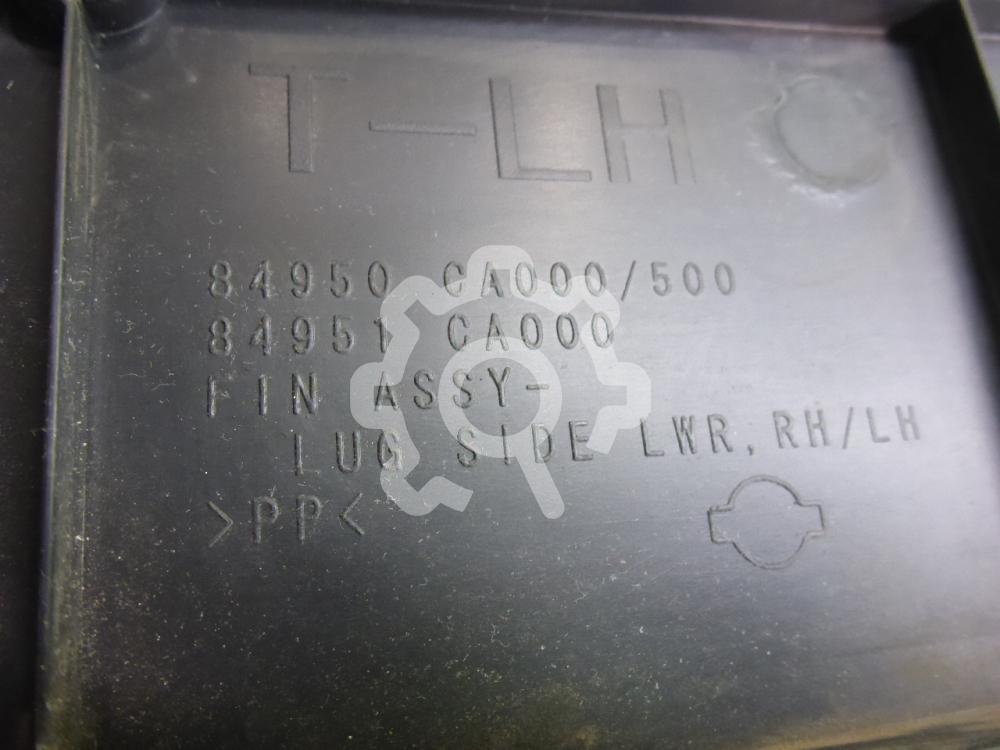 T-LH
84950 CA000/500
84951 CA000
FIN ASSY-
LUG SIDE LWR, RH/LH
>PP<